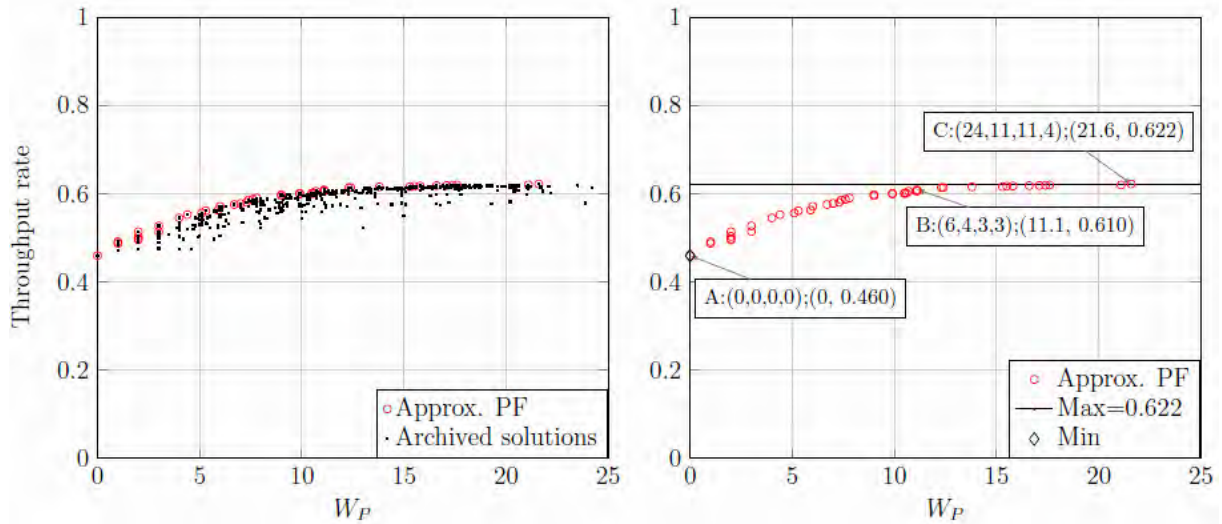 1
0.8
0.6
0.4
0.2
0
Throughput rate
0
5
10
15
20
25
W_P
Approx. PF
Archived solutions
1
0.8
0.6
0.4
0.2
0
C:(24,11,11,4);(21.6, 0.622)
B:(6,4,3,3);(11.1, 0.610)
A:(0,0,0,0);(0, 0.460)
Approx. PF
Max=0.622
Min
0
5
10
15
20
25
W_P